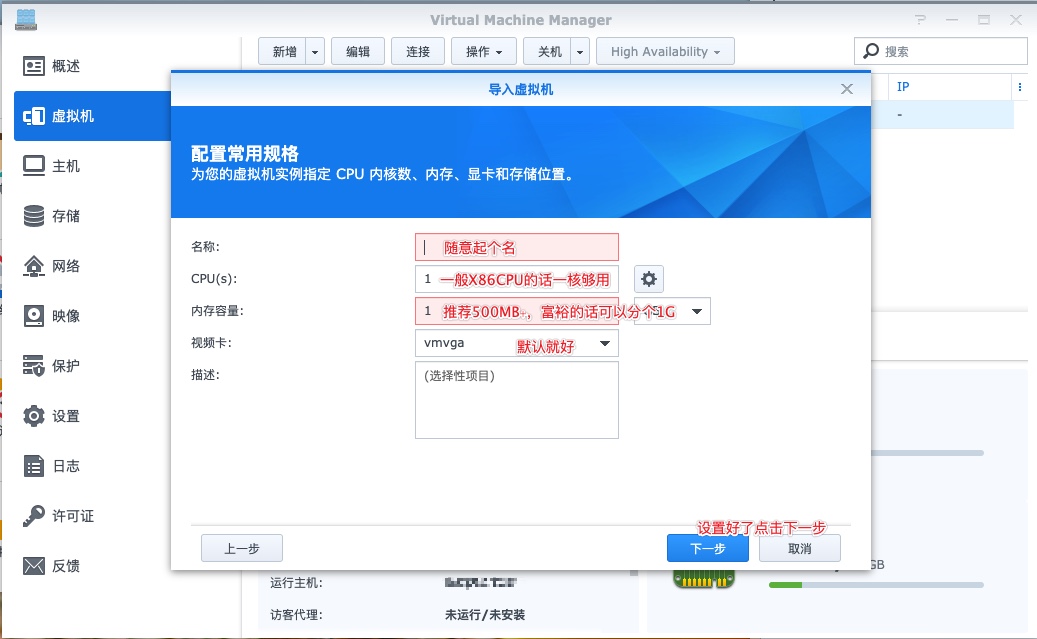 Virtual Machine Manager
新增
编辑
连接
操作
关机
High Availability
搜索
概述
虚拟机
主机
存储
网络
映像
保护
设置
日志
许可证
反馈
IP
-
导入虚拟机
配置常用规格
为您的虚拟机实例指定 CPU 内核数、内存、显卡和存储位置。
名称:
随意起个名
CPU(s):
1
一般X86CPU的话一核够用
内存容量:
1
推荐500MB-，富裕的话可以分个1G
视频卡:
vmvga
默认就好
描述:
(选择性项目)
设置好了点击下一步
上一步
下一步
取消
GB
运行主机:
访客代理:
未运行/未安装